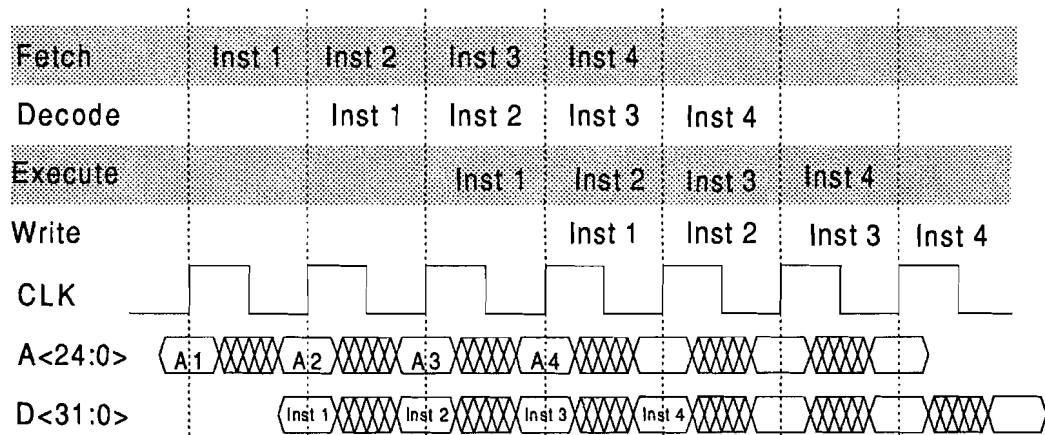 Fetch Inst 1 Inst 2 Inst 3 Inst 4
Decode Inst 1 Inst 2 Inst 3 Inst 4
Execute Inst 1 Inst 2 Inst 3 Inst 4
Write Inst 1 Inst 2 Inst 3 Inst 4
CLK
A<24:0> A1 A2 A3 A4
D<31:0> Inst 1 Inst 2 Inst 3 Inst 4